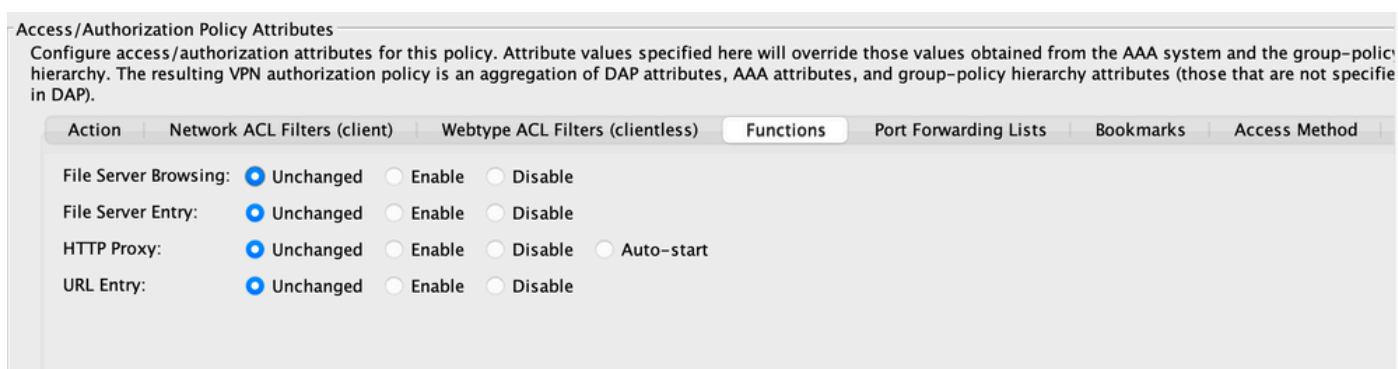 Access/Authorization Policy Attributes
Configure access/authorization attributes for this policy. Attribute values specified here will override those values obtained from the AAA system and the group-policy
hierarchy. The resulting VPN authorization policy is an aggregation of DAP attributes, AAA attributes, and group-policy hierarchy attributes (those that are not specifie
in DAP).
Action Network ACL Filters (client) Webtype ACL Filters (clientless) Functions Port Forwarding Lists Bookmarks Access Method
File Server Browsing: Unchanged Enable Disable
File Server Entry: Unchanged Enable Disable
HTTP Proxy: Unchanged Enable Disable Auto-start
URL Entry: Unchanged Enable Disable